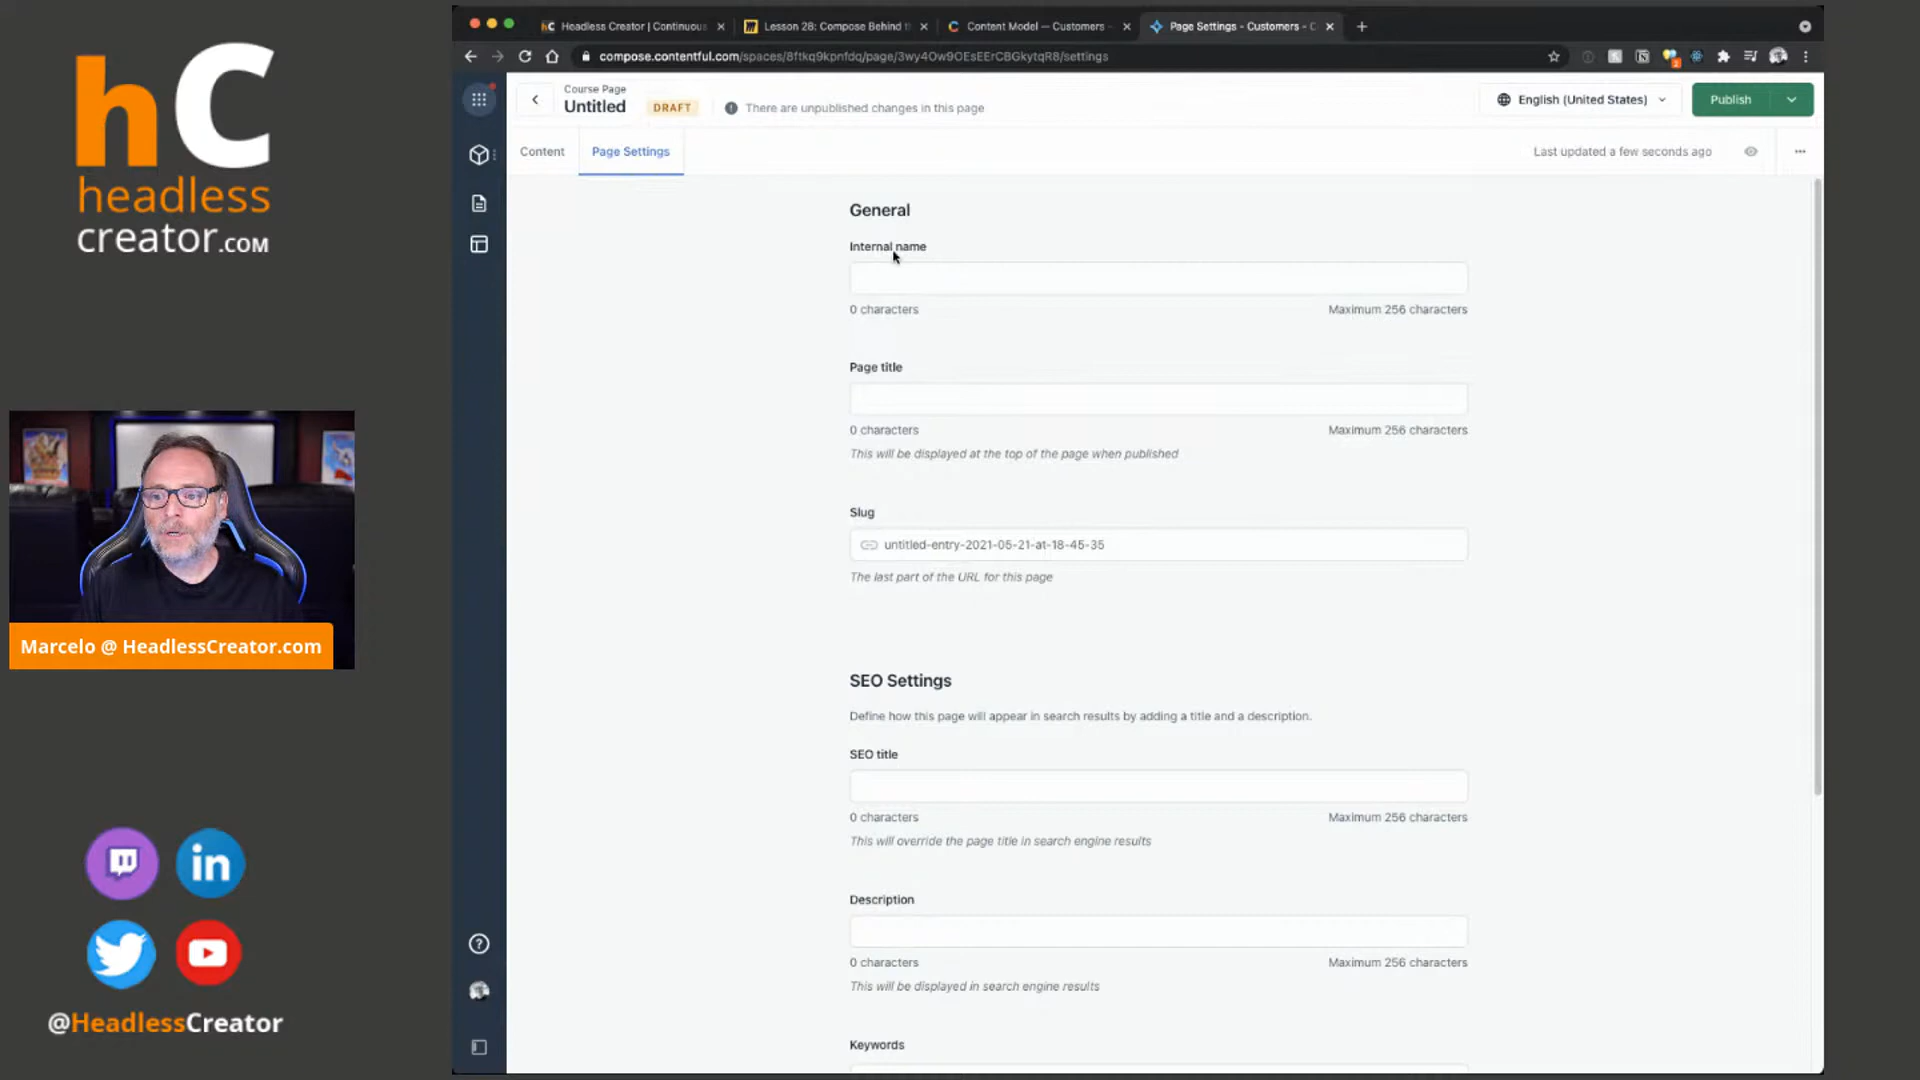 hC
headless
creator.com
Marcelo @ HeadlessCreator.com
in
@HeadlessCreator
Headless Creator | Continuous
Lesson 28: Compose Behind t
Content Model — Customers -
Page Settings - Customers - C
compose.contentful.com/spaces/8ftkq9kpnfdq/page/3wy4Ow9OEsEErCBGkytqR8/settings
Course Page
Untitled
DRAFT
There are unpublished changes in this page
English (United States)
Publish
Content
Page Settings
Last updated a few seconds ago
General
Internal name
0 characters
Maximum 256 characters
Page title
0 characters
Maximum 256 characters
This will be displayed at the top of the page when published
Slug
untitled-entry-2021-05-21-at-18-45-35
The last part of the URL for this page
SEO Settings
Define how this page will appear in search results by adding a title and a description.
SEO title
0 characters
Maximum 256 characters
This will override the page title in search engine results
Description
0 characters
Maximum 256 characters
This will be displayed in search engine results
Keywords